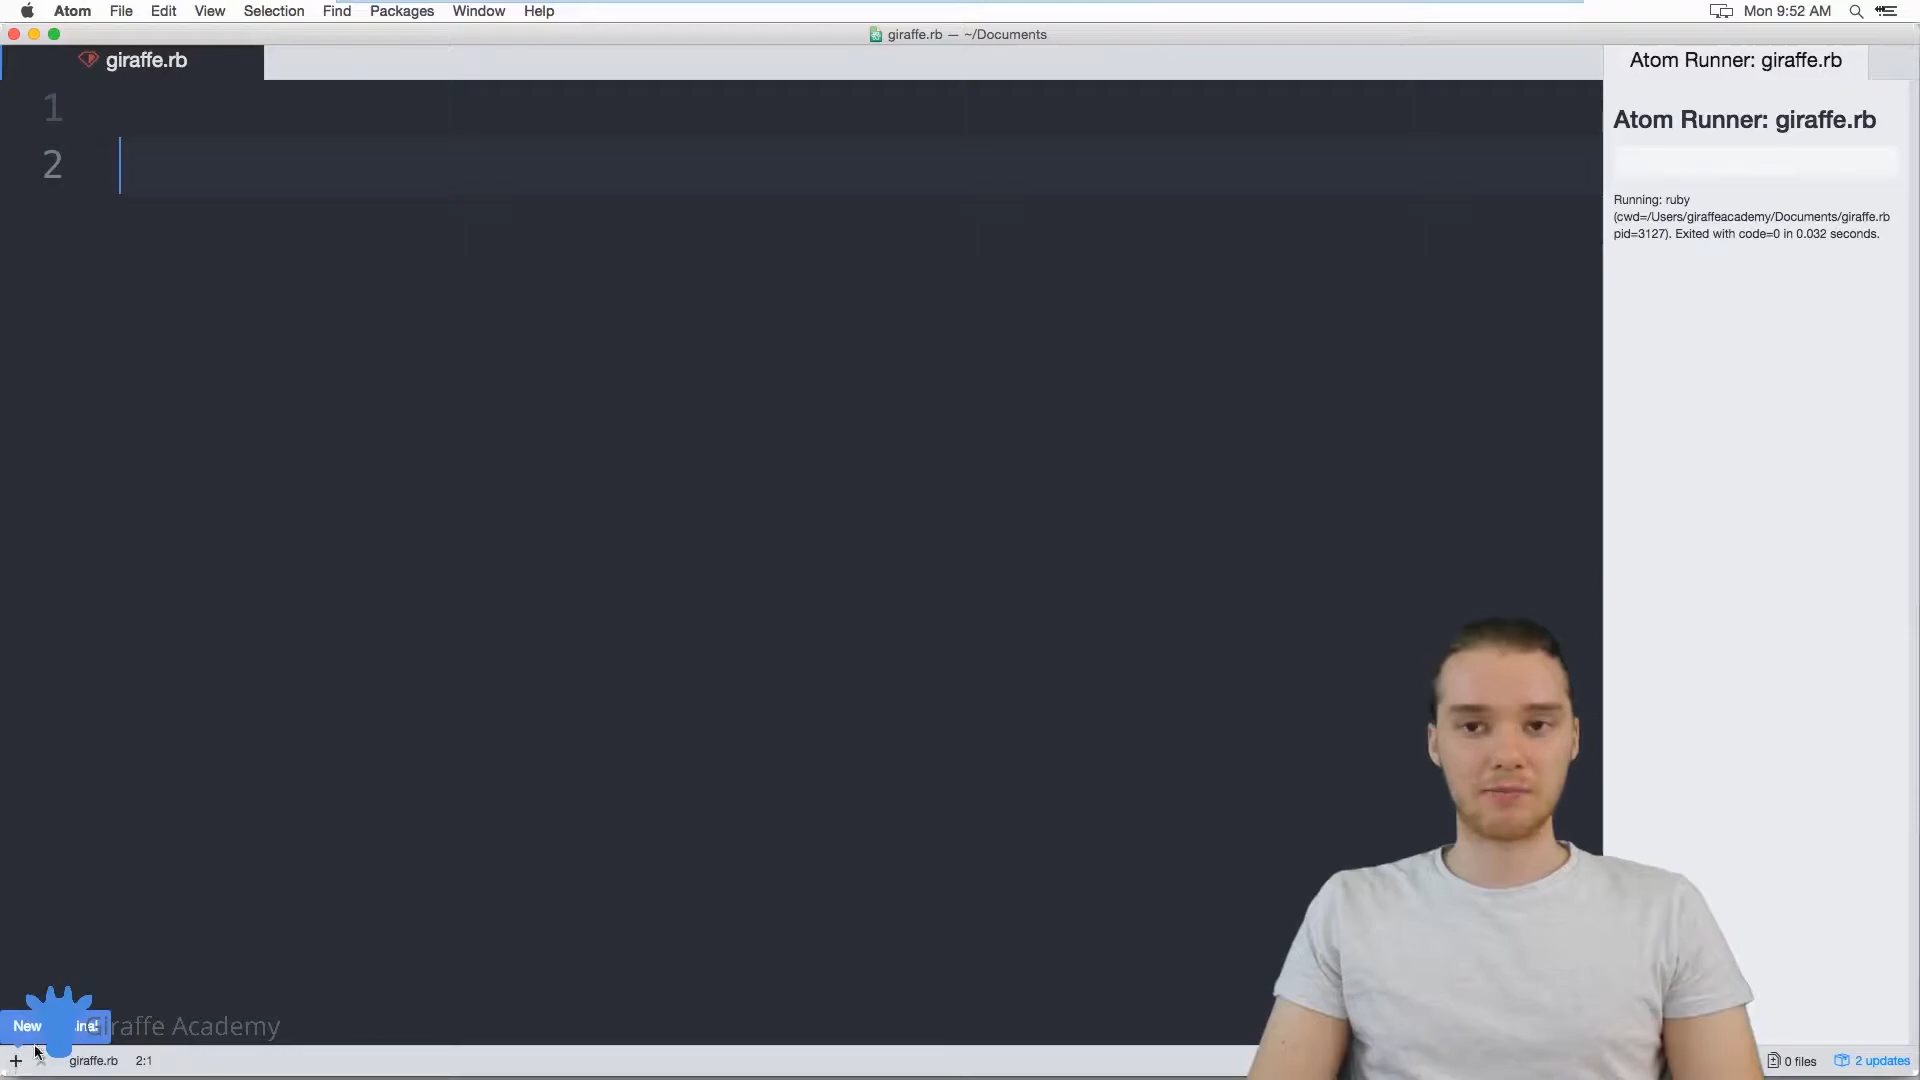 Atom File Edit View Selection Find Packages Window Help Mon 9:52 AM
giraffe.rb — ~/Documents
giraffe.rb
Atom Runner: giraffe.rb
1
2
Atom Runner: giraffe.rb
Running: ruby
(cwd=/Users/giraffeacademy/Documents/giraffe.rb
pid=3127). Exited with code=0 in 0.032 seconds.
New
Giraffe Academy
+ giraffe.rb 2:1 0 files 2 updates